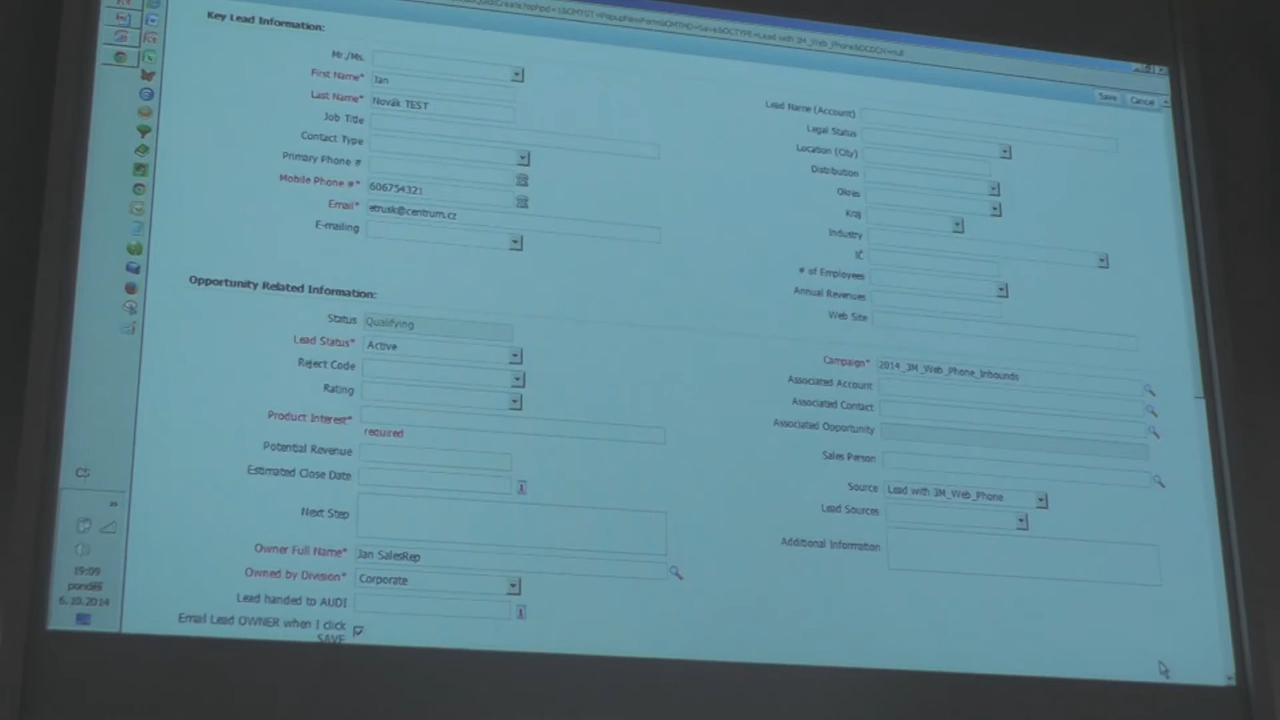 Key Lead Information:
Mr./Ms.
First Name* Jan
Last Name* Novák TEST
Job Title
Contact Type
Primary Phone #
Mobile Phone #* 606754321
Email* etrusk@centrum.cz
E-mailing
Save Cancel
Lead Name (Account)
Legal Status
Location (City)
Distribution
Okres
Kraj
Industry
IČ
# of Employees
Annual Revenues
Web Site
Opportunity Related Information:
Status Qualifying
Lead Status* Active
Reject Code
Rating
Product Interest*
required
Potential Revenue
Estimated Close Date
Next Step
Owner Full Name* Jan SalesRep
Owned by Division* Corporate
Lead handed to AUDI
Email Lead OWNER when I click
SAVE
Campaign* 2014_3M_Web_Phone_Inbounds
Associated Account
Associated Contact
Associated Opportunity
Sales Person
Source Lead with 3M_Web_Phone
Lead Sources
Additional Information
CS
19:09
pondělí
6.10.2014